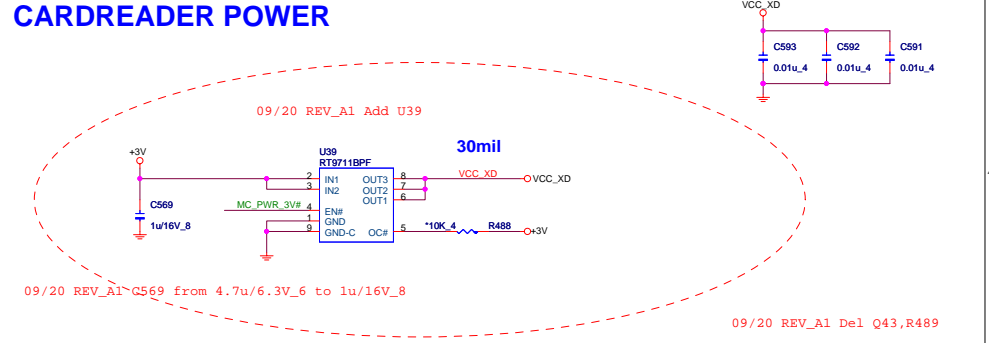 CARDREADER POWER
VCC_XD
C593
0.01u_4
C592
0.01u_4
C591
0.01u_4
09/20 REV_A1 Add U39
30mil
+3V
U39
RT9711BPF
2 IN1 OUT3 8 VCC_XD VCC_XD
3 IN2 OUT2 7
OUT1 6
MC_PWR_3V# 4 EN#
1 GND
9 GND-C OC# 5 *10K_4 R488 +3V
C569
1u/16V_8
09/20 REV_A1 C569 from 4.7u/6.3V_6 to 1u/16V_8
09/20 REV_A1 Del Q43,R489